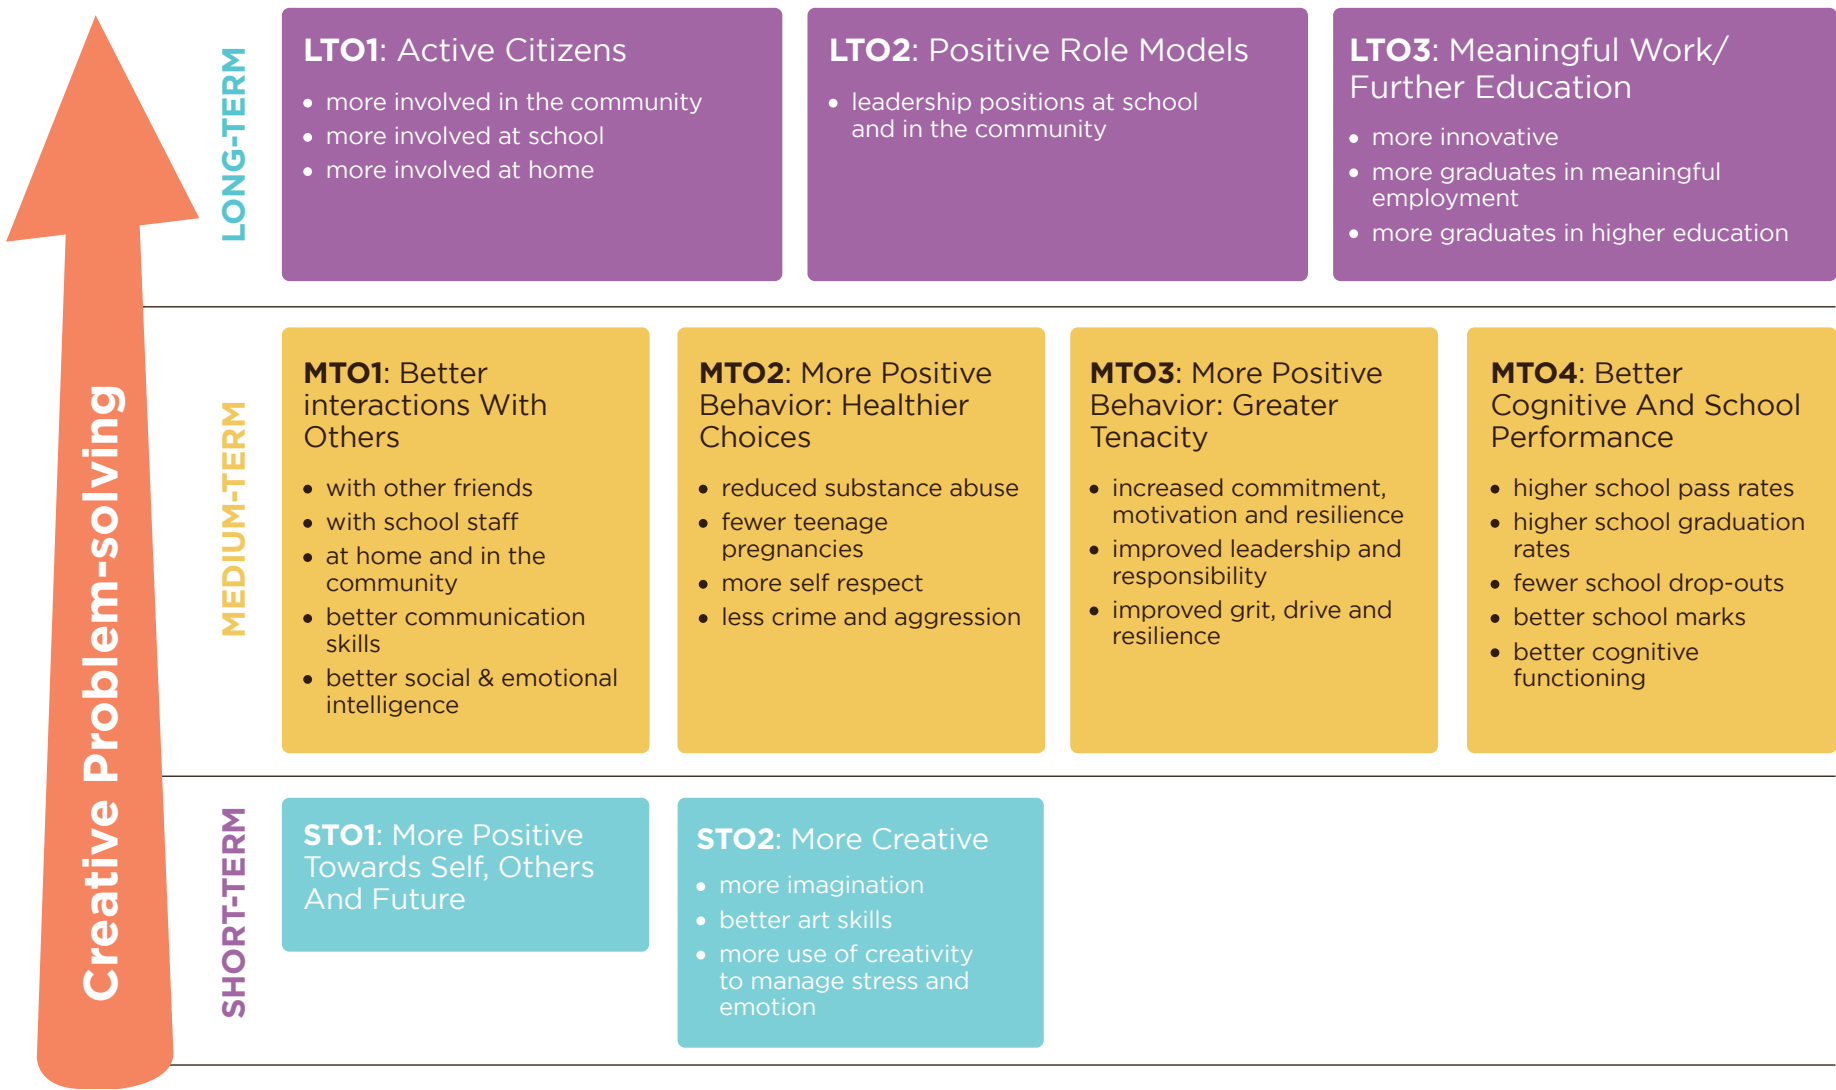 Creative Problem-solving
LONG-TERM
LTO1: Active Citizens
• more involved in the community
• more involved at school
• more involved at home
LTO2: Positive Role Models
• leadership positions at school
and in the community
LTO3: Meaningful Work/
Further Education
• more innovative
• more graduates in meaningful
employment
• more graduates in higher education
MEDIUM-TERM
MTO1: Better
interactions With
Others
• with other friends
• with school staff
• at home and in the
community
• better communication
skills
• better social & emotional
intelligence
MTO2: More Positive
Behavior: Healthier
Choices
• reduced substance abuse
• fewer teenage
pregnancies
• more self respect
• less crime and aggression
MTO3: More Positive
Behavior: Greater
Tenacity
• increased commitment,
motivation and resilience
• improved leadership and
responsibility
• improved grit, drive and
resilience
MTO4: Better
Cognitive And School
Performance
• higher school pass rates
• higher school graduation
rates
• fewer school drop-outs
• better school marks
• better cognitive
functioning
SHORT-TERM
STO1: More Positive
Towards Self, Others
And Future
STO2: More Creative
• more imagination
• better art skills
• more use of creativity
to manage stress and
emotion